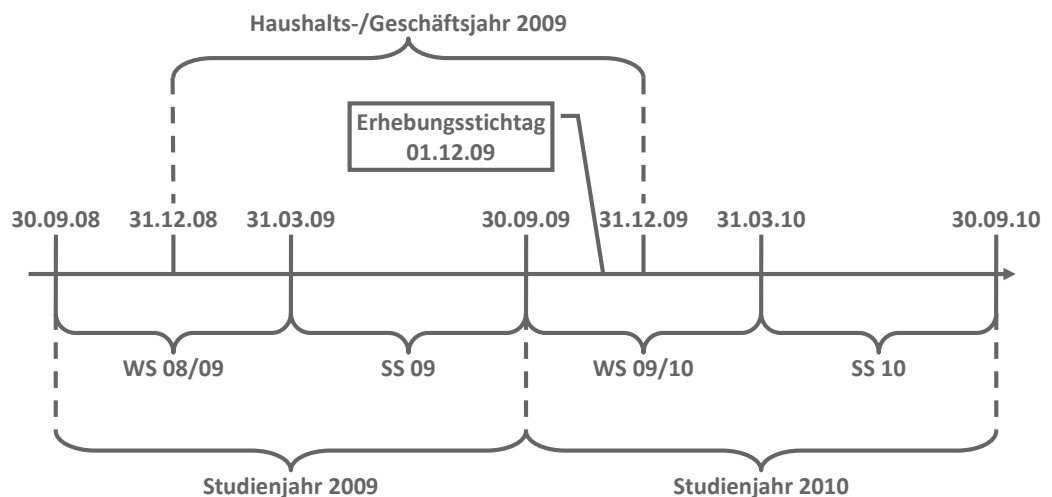 Haushalts-/Geschäftsjahr 2009
Erhebungsstichtag
01.12.09
30.09.08 31.12.08 31.03.09 30.09.09 31.12.09 31.03.10 30.09.10
WS 08/09 SS 09 WS 09/10 SS 10
Studienjahr 2009 Studienjahr 2010